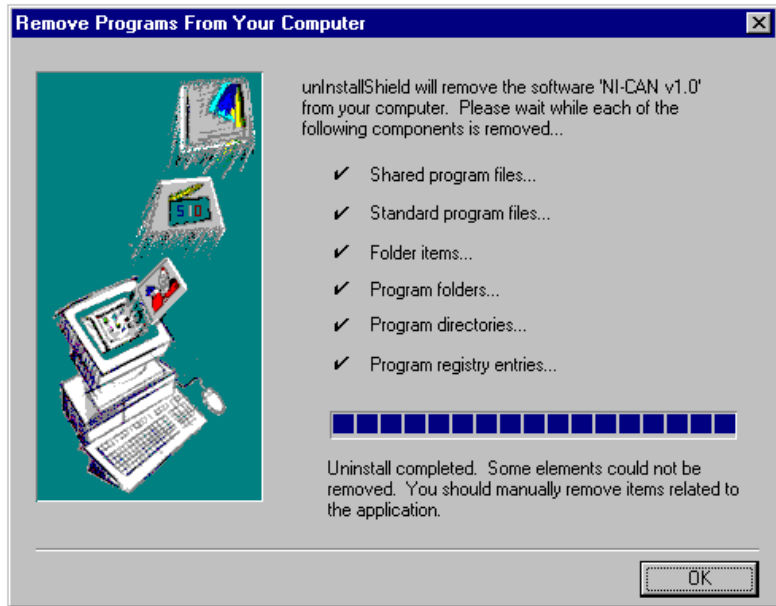 Remove Programs From Your Computer
unInstallShield will remove the software 'NI-CAN v1.0'
from your computer. Please wait while each of the
following components is removed...
Shared program files...
Standard program files...
Folder items...
Program folders...
Program directories...
Program registry entries...
Uninstall completed. Some elements could not be
removed. You should manually remove items related to
the application.
OK